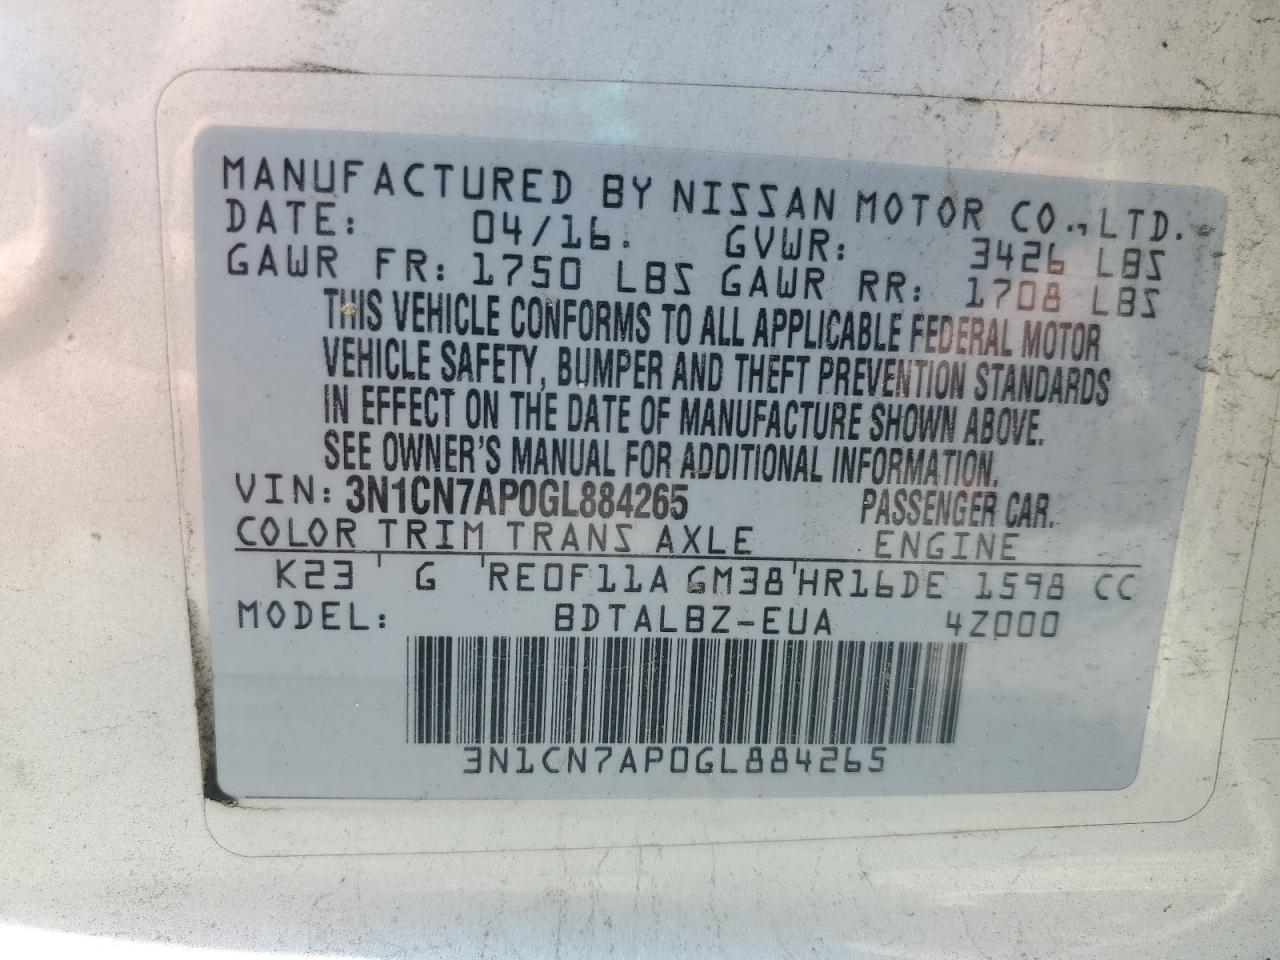 MANUFACTURED BY NISSAN MOTOR CO.,LTD.
DATE: 04/16. GVWR: 3426 LBS
GAWR FR: 1750 LBS GAWR RR: 1708 LBS
THIS VEHICLE CONFORMS TO ALL APPLICABLE FEDERAL MOTOR
VEHICLE SAFETY, BUMPER AND THEFT PREVENTION STANDARDS
IN EFFECT ON THE DATE OF MANUFACTURE SHOWN ABOVE.
SEE OWNER'S MANUAL FOR ADDITIONAL INFORMATION.
VIN: 3N1CN7AP0GL884265 PASSENGER CAR.
COLOR TRIM TRANS AXLE ENGINE
K23 G RE0F11A GM38 HR16DE 1598 CC
MODEL: BDTALBZ-EUA 4Z000
3N1CN7AP0GL884265